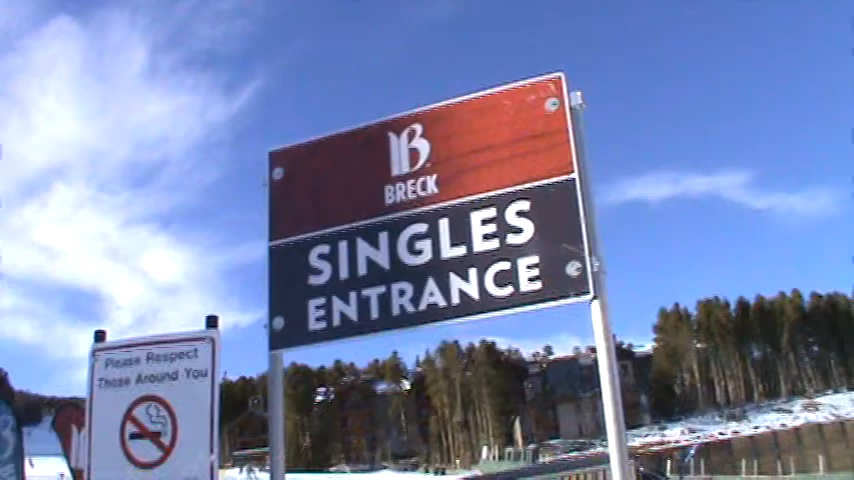 B
BRECK
SINGLES
ENTRANCE
Please Respect
Those Around You